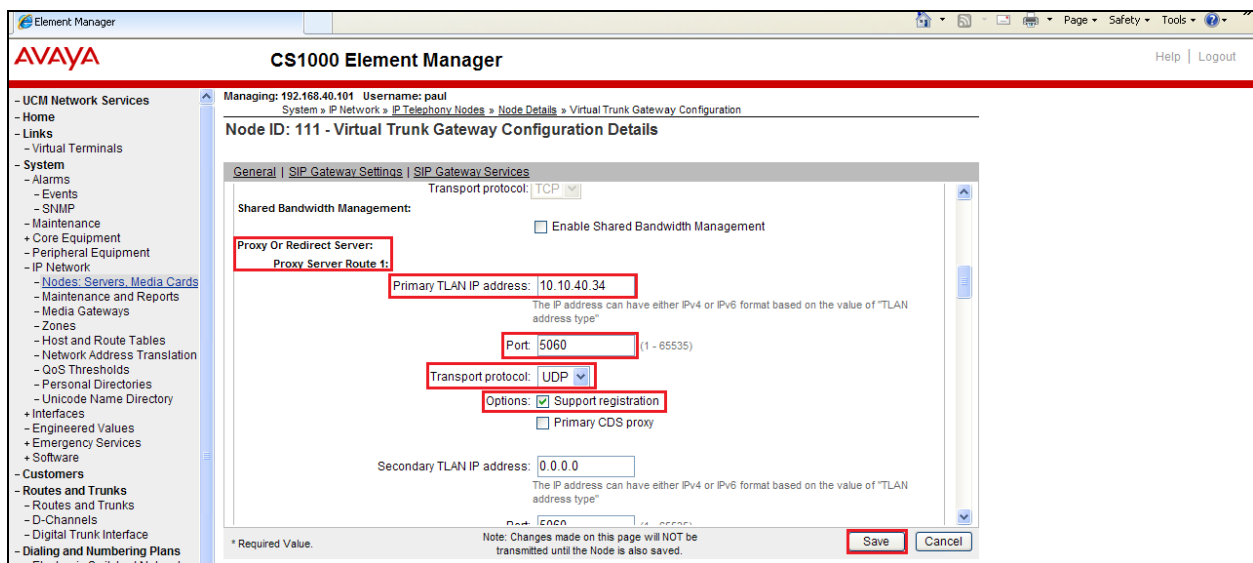 Element Manager
Page Safety Tools
AVAYA
CS1000 Element Manager
Help | Logout
- UCM Network Services
- Home
- Links
- Virtual Terminals
- System
- Alarms
- Events
- SNMP
- Maintenance
+ Core Equipment
- Peripheral Equipment
- IP Network
- Nodes: Servers, Media Cards
- Maintenance and Reports
- Media Gateways
- Zones
- Host and Route Tables
- Network Address Translation
- QoS Thresholds
- Personal Directories
- Unicode Name Directory
+ Interfaces
- Engineered Values
+ Emergency Services
+ Software
- Customers
- Routes and Trunks
- Routes and Trunks
- D-Channels
- Digital Trunk Interface
- Dialing and Numbering Plans
Managing: 192.168.40.101 Username: paul
System » IP Network » IP Telephony Nodes » Node Details » Virtual Trunk Gateway Configuration
Node ID: 111 - Virtual Trunk Gateway Configuration Details
General | SIP Gateway Settings | SIP Gateway Services
Transport protocol: TCP
Shared Bandwidth Management:
Enable Shared Bandwidth Management
Proxy Or Redirect Server:
Proxy Server Route 1:
Primary TLAN IP address: 10.10.40.34
The IP address can have either IPv4 or IPv6 format based on the value of "TLAN
address type"
Port: 5060 (1 - 65535)
Transport protocol: UDP
Options: Support registration
Primary CDS proxy
Secondary TLAN IP address: 0.0.0.0
The IP address can have either IPv4 or IPv6 format based on the value of "TLAN
address type"
Port: 5060 (1 - 65535)
* Required Value.
Note: Changes made on this page will NOT be
transmitted until the Node is also saved.
Save
Cancel